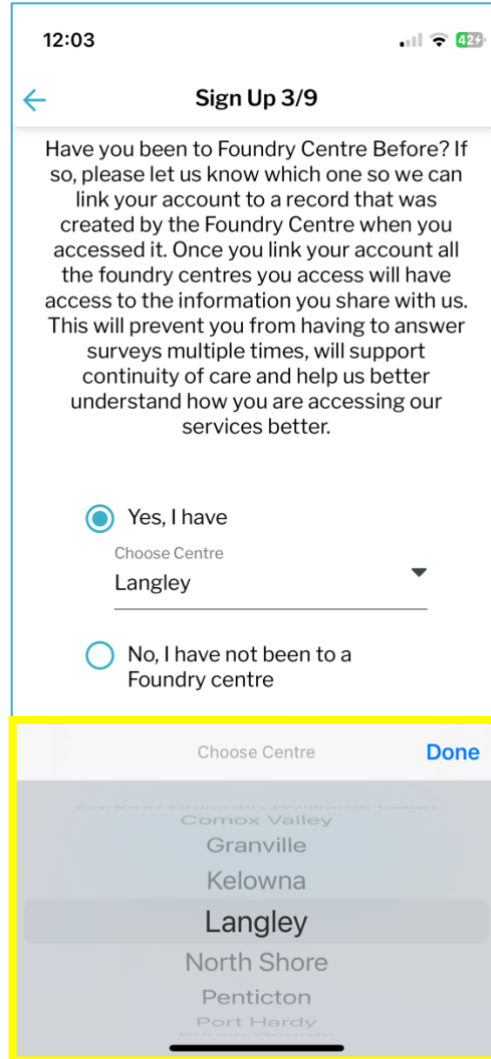 12:03
42
Sign Up 3/9
Have you been to Foundry Centre Before? If
so, please let us know which one so we can
link your account to a record that was
created by the Foundry Centre when you
accessed it. Once you link your account all
the foundry centres you access will have
access to the information you share with us.
This will prevent you from having to answer
surveys multiple times, will support
continuity of care and help us better
understand how you are accessing our
services better.
Yes, I have
Choose Centre
Langley
No, I have not been to a
Foundry centre
Choose Centre
Done
Comox Valley
Granville
Kelowna
Langley
North Shore
Penticton
Port Hardy